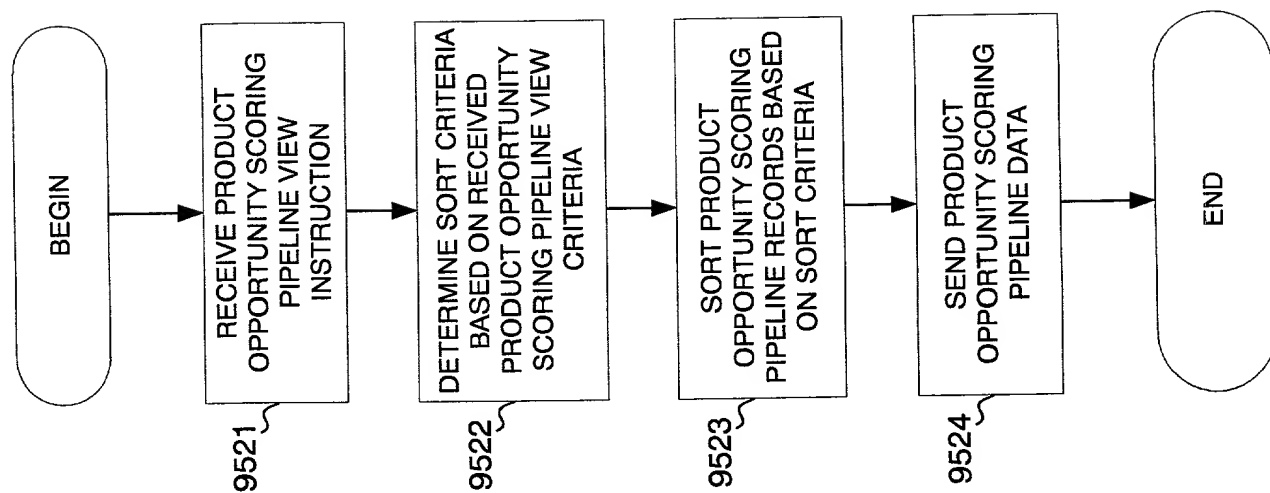 BEGIN
9521
RECEIVE PRODUCT
OPPORTUNITY SCORING
PIPELINE VIEW
INSTRUCTION
9522
DETERMINE SORT CRITERIA
BASED ON RECEIVED
PRODUCT OPPORTUNITY
SCORING PIPELINE VIEW
CRITERIA
9523
SORT PRODUCT
OPPORTUNITY SCORING
PIPELINE RECORDS BASED
ON SORT CRITERIA
9524
SEND PRODUCT
OPPORTUNITY SCORING
PIPELINE DATA
END